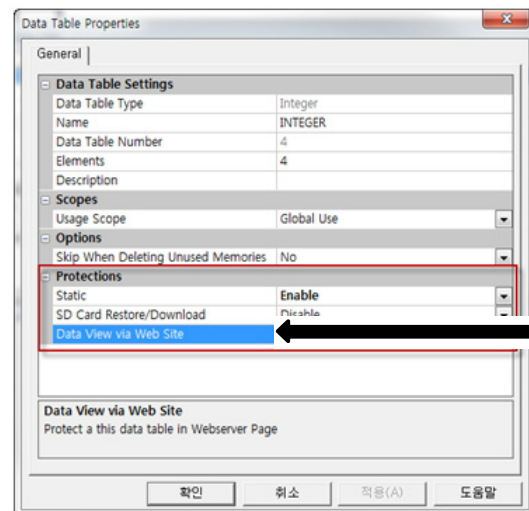 Data Table Properties
General
Data Table Settings
Data Table Type Integer
Name INTEGER
Data Table Number 4
Elements 4
Description
Scopes
Usage Scope Global Use
Options
Skip When Deleting Unused Memories No
Protections
Static Enable
SD Card Restore/Download Disable
Data View via Web Site
Data View via Web Site
Protect a this data table in Webserver Page
확인 취소 적용(A) 도움말